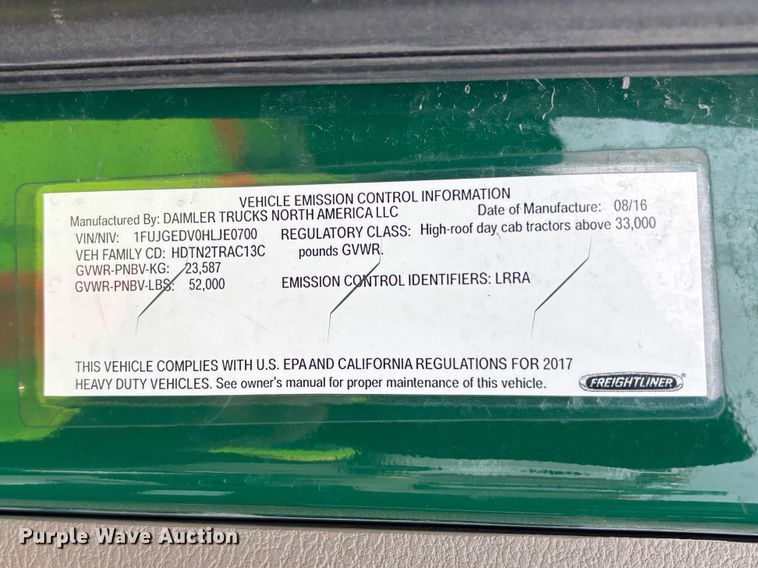 VEHICLE EMISSION CONTROL INFORMATION
Manufactured By: DAIMLER TRUCKS NORTH AMERICA LLC Date of Manufacture: 08/16
VIN/NIV: 1FUJGEDV0HLJE0700 REGULATORY CLASS: High-roof day cab tractors above 33,000
VEH FAMILY CD: HDTN2TRAC13C pounds GVWR.
GVWR-PNBV-KG: 23,587
GVWR-PNBV-LBS: 52,000 EMISSION CONTROL IDENTIFIERS: LRRA
THIS VEHICLE COMPLIES WITH U.S. EPA AND CALIFORNIA REGULATIONS FOR 2017
HEAVY DUTY VEHICLES. See owner's manual for proper maintenance of this vehicle.
FREIGHTLINER
Purple Wave Auction